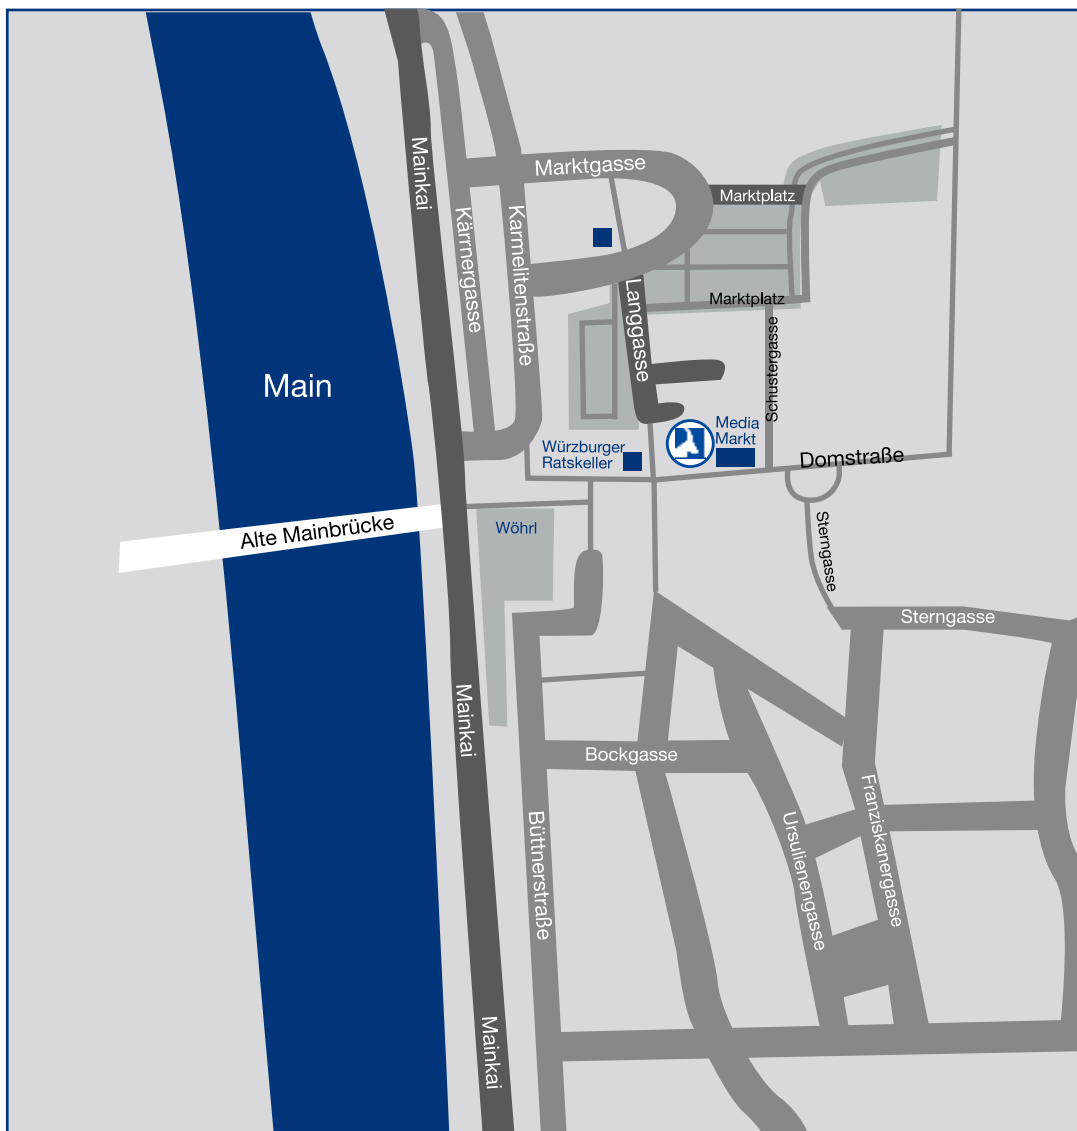 Mainkai
Marktgasse
Marktplatz
Kärrnergasse
Karmelitenstraße
Langgasse
Marktplatz
Schustergasse
Main
Media
Markt
Würzburger
Ratskeller
Domstraße
Alte Mainbrücke
Wöhrl
Sterngasse
Sterngasse
Mainkai
Bockgasse
Büttnerstraße
Ursulienengasse
Franziskanergasse
Mainkai